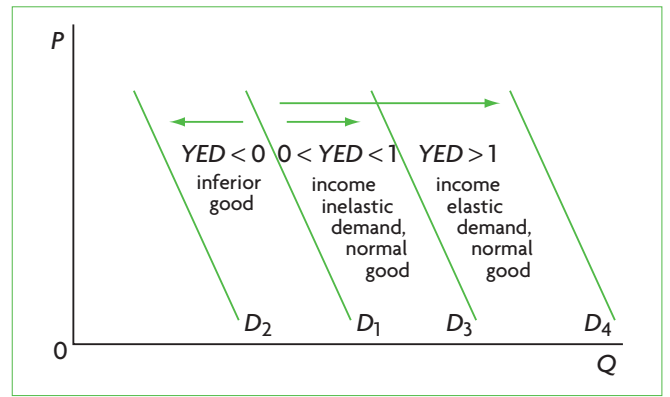 P
YED < 0
inferior
good
0 < YED < 1
income
inelastic
demand,
normal
good
YED > 1
income
elastic
demand,
normal
good
D2
D1
D3
D4
0
Q